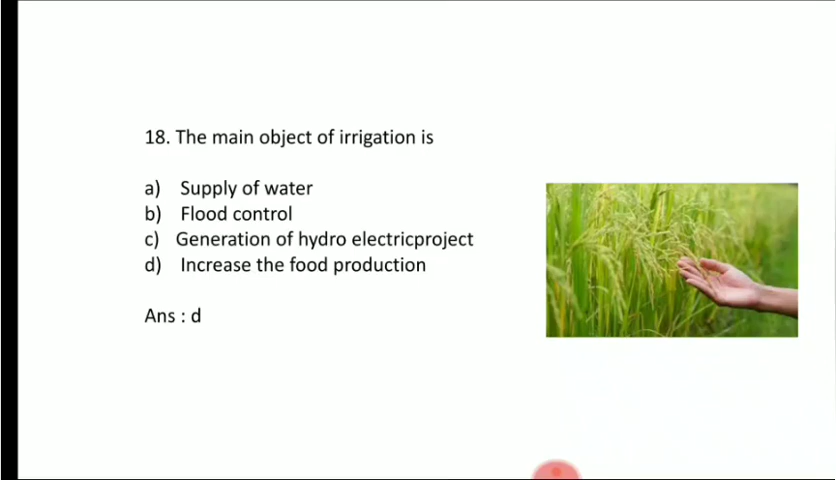 18. The main object of irrigation is
a) Supply of water
b) Flood control
c) Generation of hydro electricproject
d) Increase the food production
Ans : d